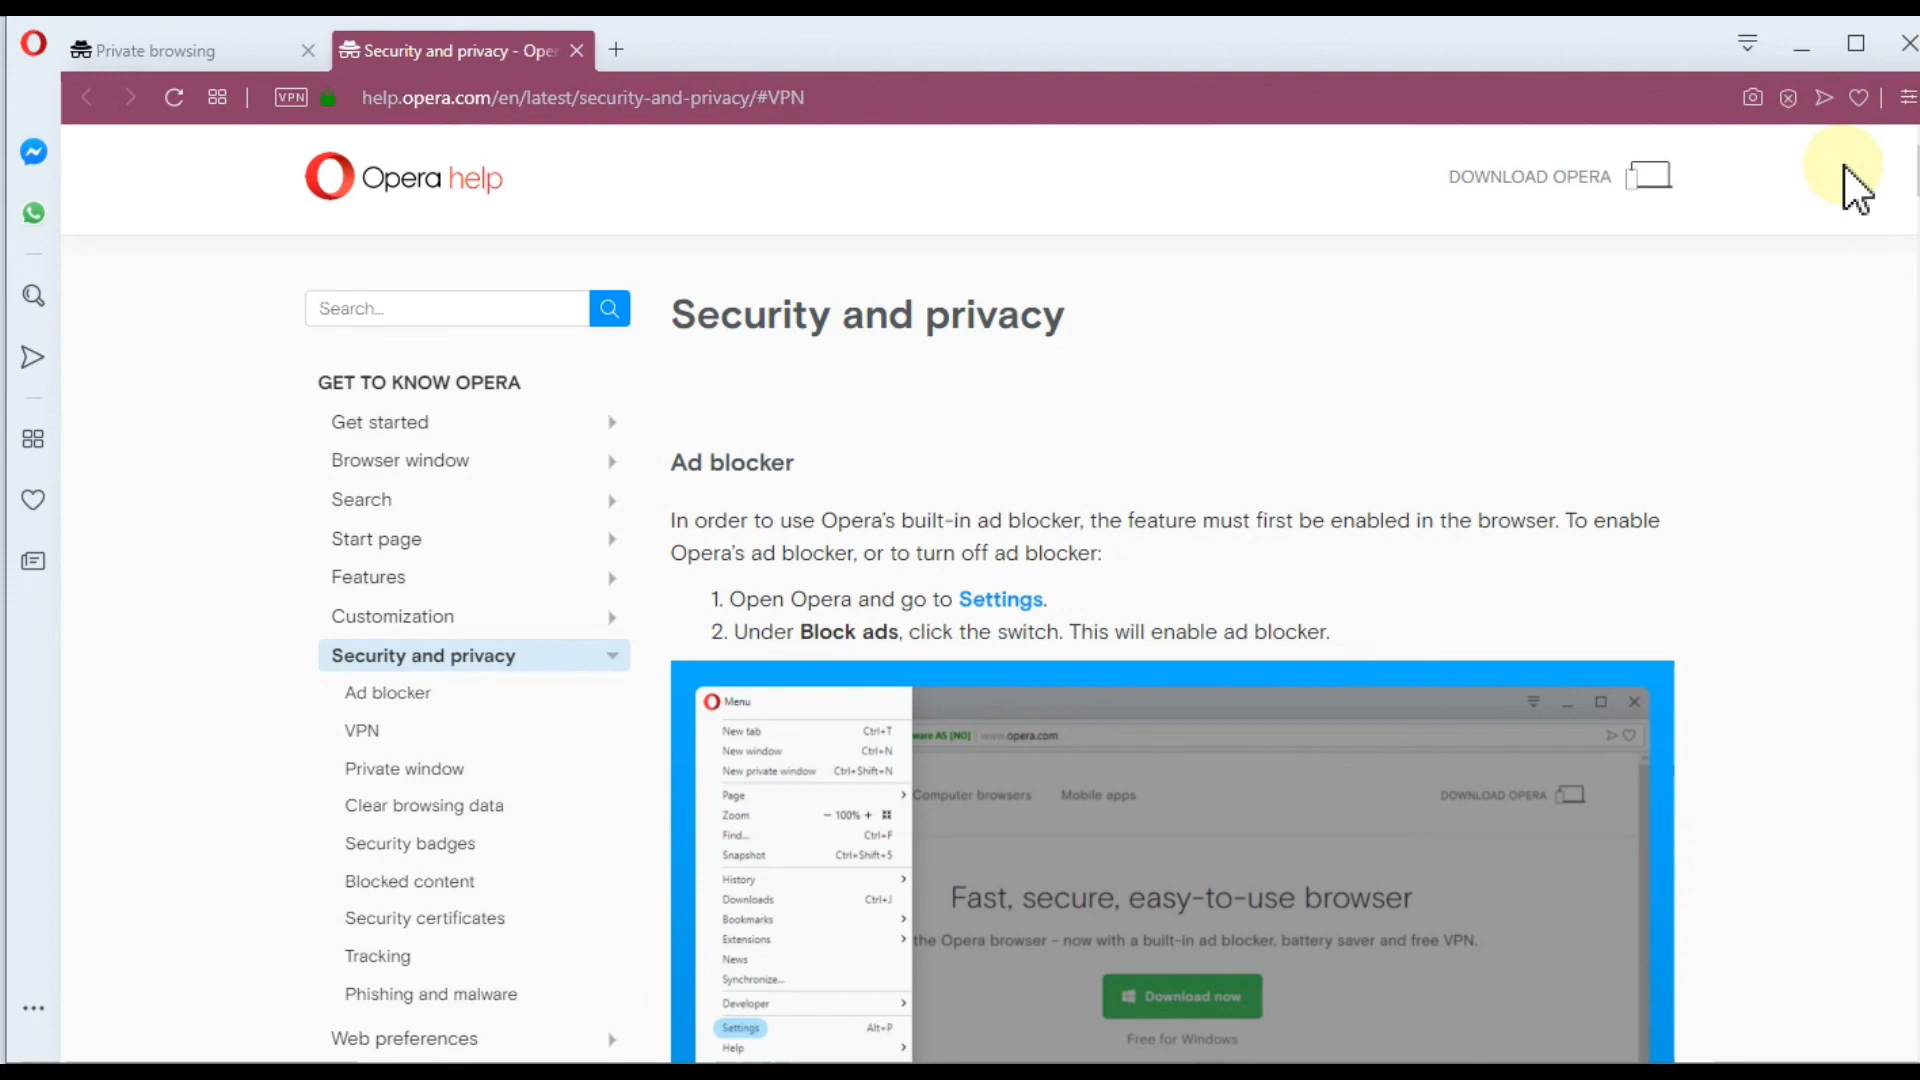 Private browsing
Security and privacy - Oper
VPN
help.opera.com/en/latest/security-and-privacy/#VPN
Opera help
DOWNLOAD OPERA
Search...
Security and privacy
GET TO KNOW OPERA
Get started
Browser window
Search
Start page
Features
Customization
Security and privacy
Ad blocker
VPN
Private window
Clear browsing data
Security badges
Blocked content
Security certificates
Tracking
Phishing and malware
Web preferences
Ad blocker
In order to use Opera's built-in ad blocker, the feature must first be enabled in the browser. To enable
Opera's ad blocker, or to turn off ad blocker:
1. Open Opera and go to Settings.
2. Under Block ads, click the switch. This will enable ad blocker.
Menu
New tab Ctrl+T
New window Ctrl+N
New private window Ctrl+Shift+N
Page
Zoom − 100% +
Find... Ctrl+F
Snapshot Ctrl+Shift+5
History
Downloads Ctrl+J
Bookmarks
Extensions
News
Synchronize...
Developer
Settings Alt+P
Help
ware AS [NO] www.opera.com
Computer browsers Mobile apps DOWNLOAD OPERA
Fast, secure, easy-to-use browser
the Opera browser – now with a built-in ad blocker, battery saver and free VPN.
Download now
Free for Windows